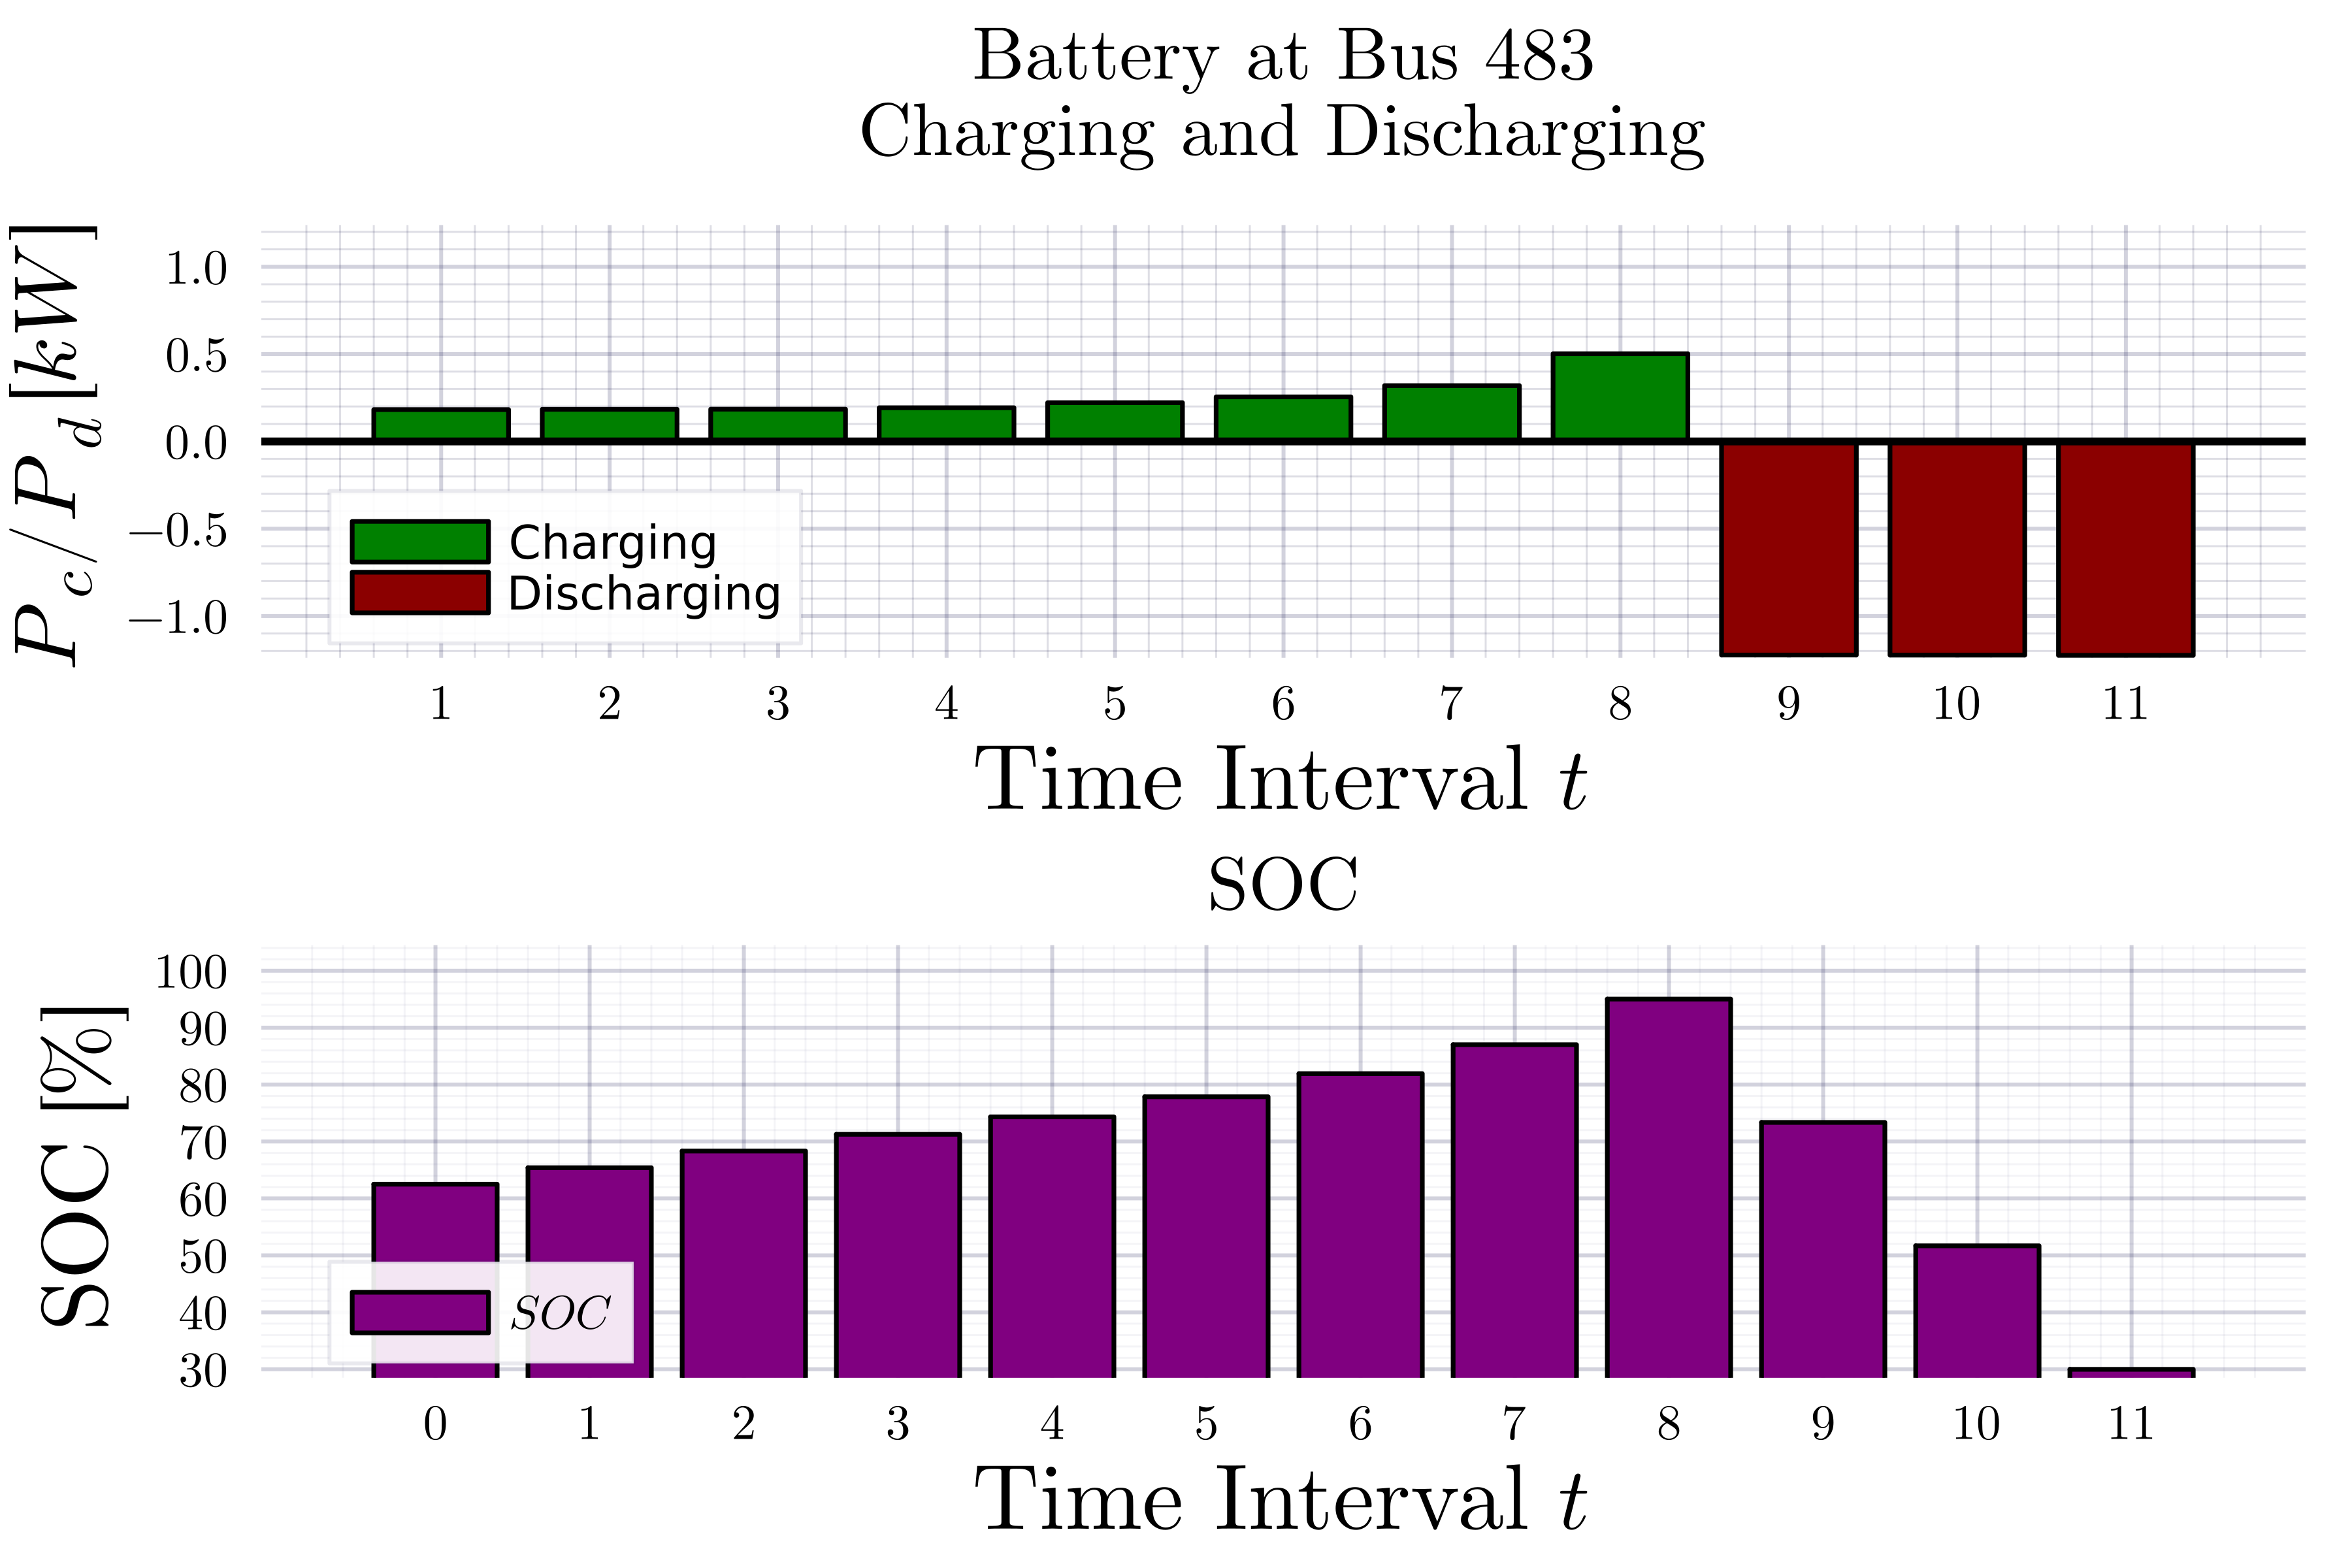 Battery at Bus 483
Charging and Discharging
P_c/P_d [kW]
1.0
0.5
0.0
−0.5
−1.0
Charging
Discharging
1 2 3 4 5 6 7 8 9 10 11
Time Interval t
SOC
SOC [%]
100
90
80
70
60
50
40
30
SOC
0 1 2 3 4 5 6 7 8 9 10 11
Time Interval t